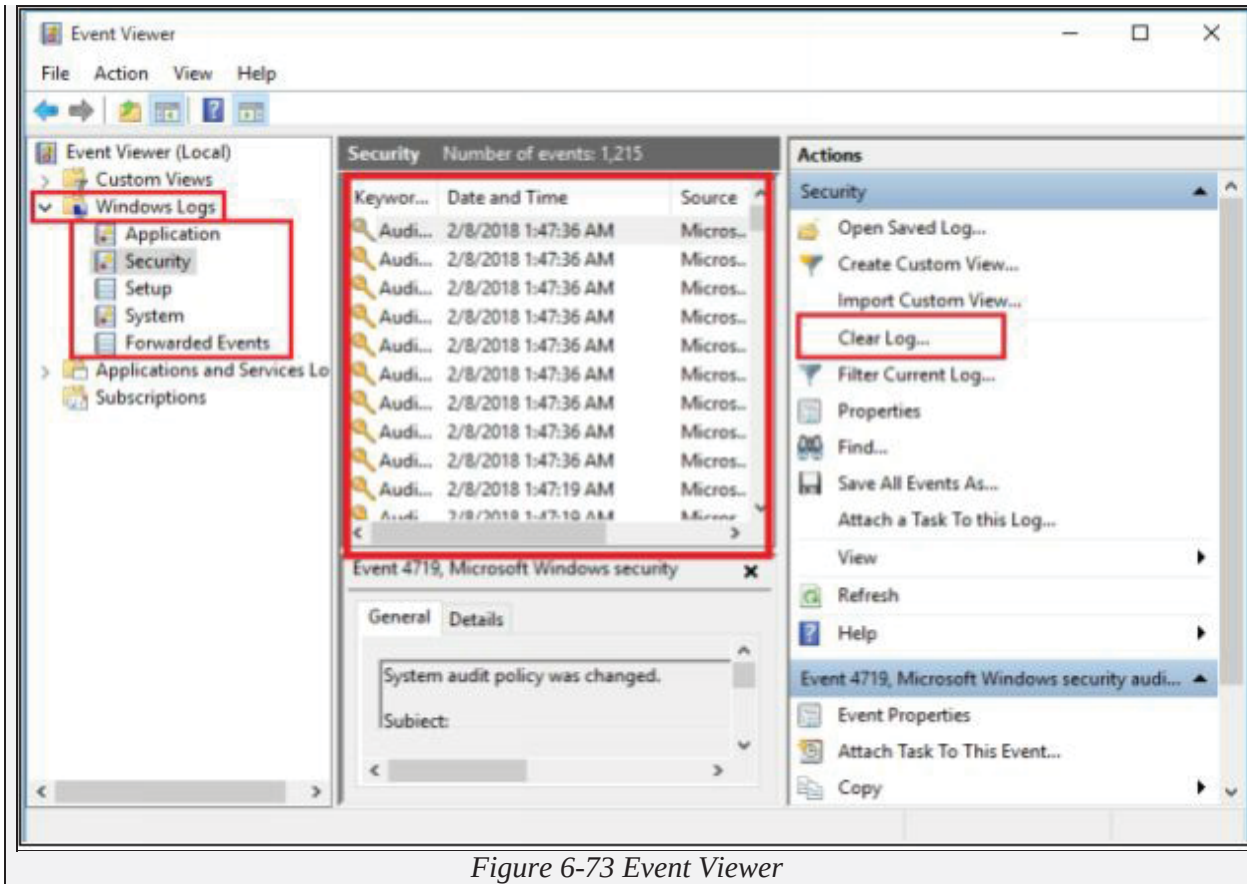 Event Viewer
File Action View Help
Event Viewer (Local)
Custom Views
Windows Logs
Application
Security
Setup
System
Forwarded Events
Applications and Services Lo
Subscriptions
Security Number of events: 1,215
Keywor... Date and Time Source
Audi... 2/8/2018 1:47:36 AM Micros...
Audi... 2/8/2018 1:47:36 AM Micros...
Audi... 2/8/2018 1:47:36 AM Micros...
Audi... 2/8/2018 1:47:36 AM Micros...
Audi... 2/8/2018 1:47:36 AM Micros...
Audi... 2/8/2018 1:47:36 AM Micros...
Audi... 2/8/2018 1:47:36 AM Micros...
Audi... 2/8/2018 1:47:36 AM Micros...
Audi... 2/8/2018 1:47:36 AM Micros...
Audi... 2/8/2018 1:47:19 AM Micros...
Audi... 2/8/2018 1:47:19 AM Micros...
Event 4719, Microsoft Windows security
General Details
System audit policy was changed.
Subject:
Actions
Security
Open Saved Log...
Create Custom View...
Import Custom View...
Clear Log...
Filter Current Log...
Properties
Find...
Save All Events As...
Attach a Task To this Log...
View
Refresh
Help
Event 4719, Microsoft Windows security audi...
Event Properties
Attach Task To This Event...
Copy
Figure 6-73 Event Viewer